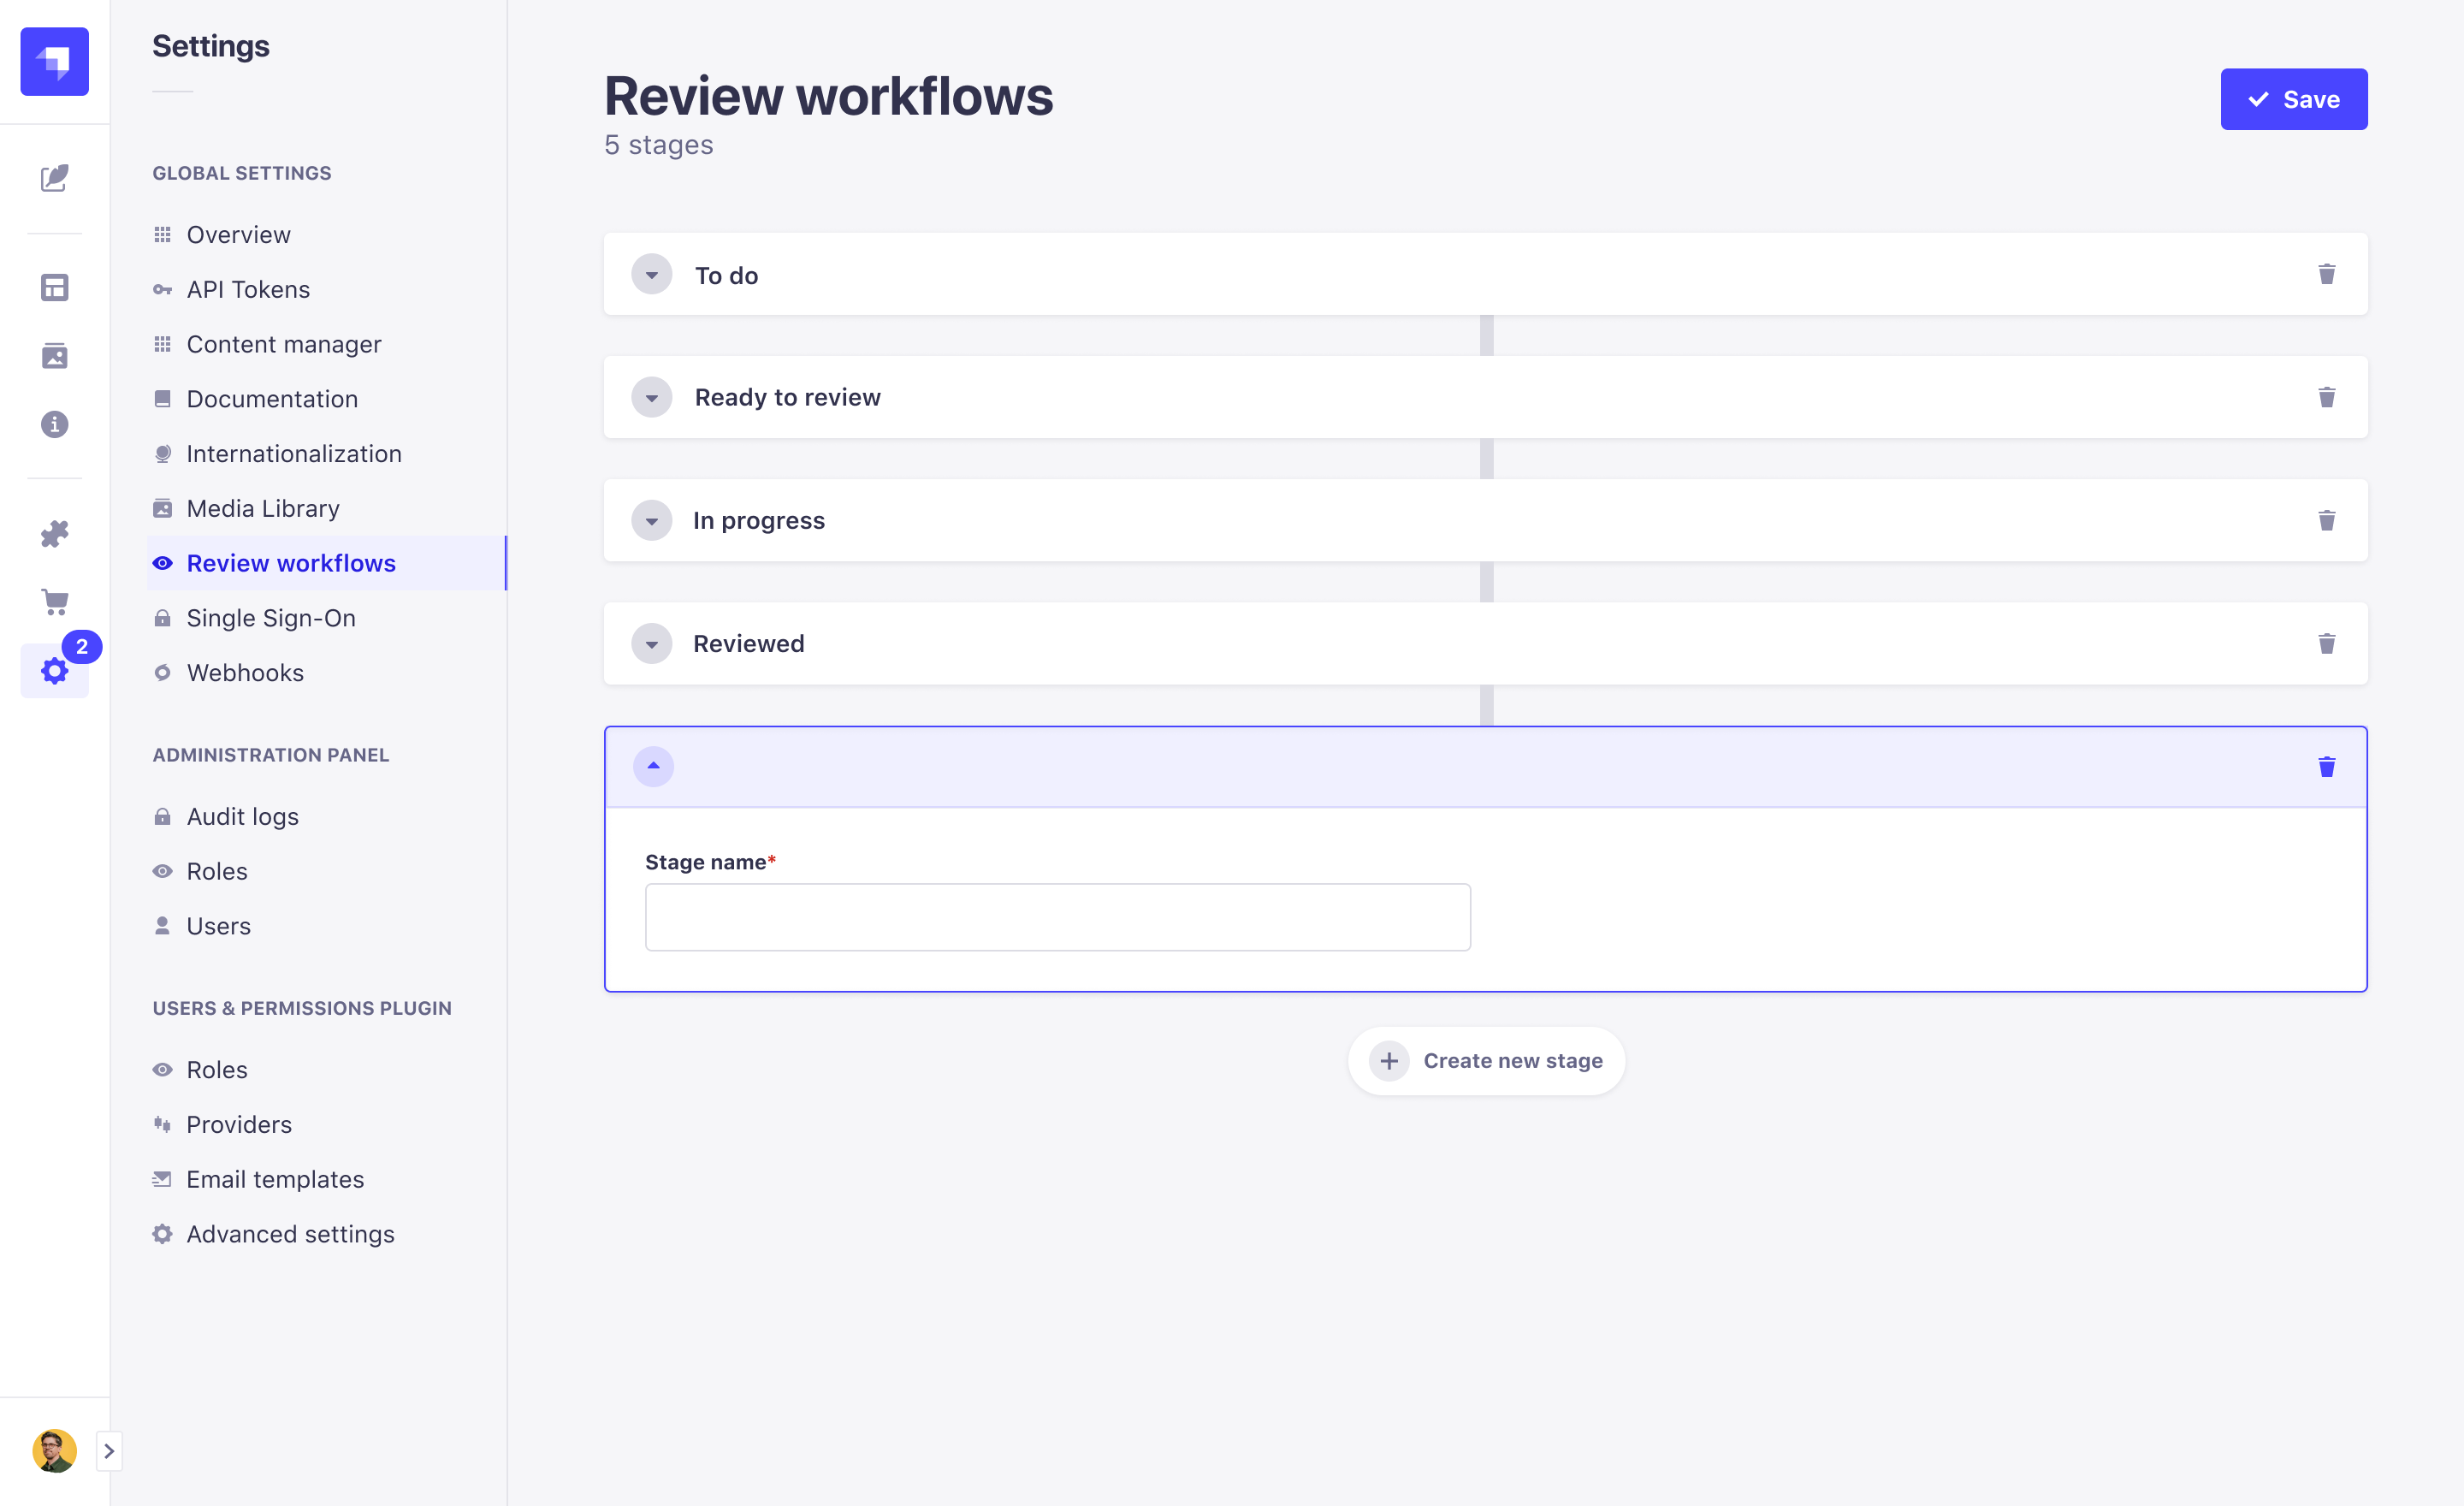 Settings
GLOBAL SETTINGS
Overview
API Tokens
Content manager
Documentation
Internationalization
Media Library
Review workflows
Single Sign-On
Webhooks
2
ADMINISTRATION PANEL
Audit logs
Roles
Users
USERS & PERMISSIONS PLUGIN
Roles
Providers
Email templates
Advanced settings
Review workflows
5 stages
Save
To do
Ready to review
In progress
Reviewed
Stage name*
Create new stage